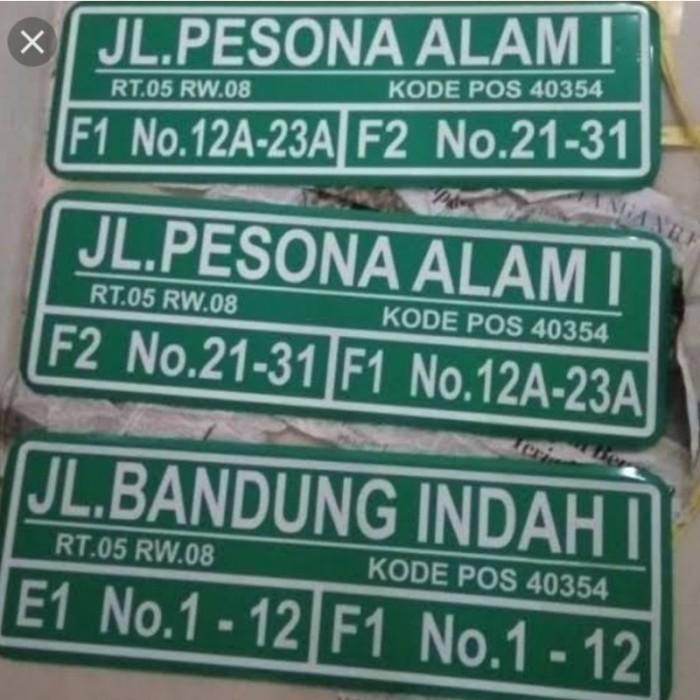 JL.PESONA ALAM I
RT.05 RW.08 KODE POS 40354
F1 No.12A-23A F2 No.21-31
JL.PESONA ALAM I
RT.05 RW.08 KODE POS 40354
F2 No.21-31 F1 No.12A-23A
JL.BANDUNG INDAH I
RT.05 RW.08 KODE POS 40354
E1 No.1 - 12 F1 No.1 - 12